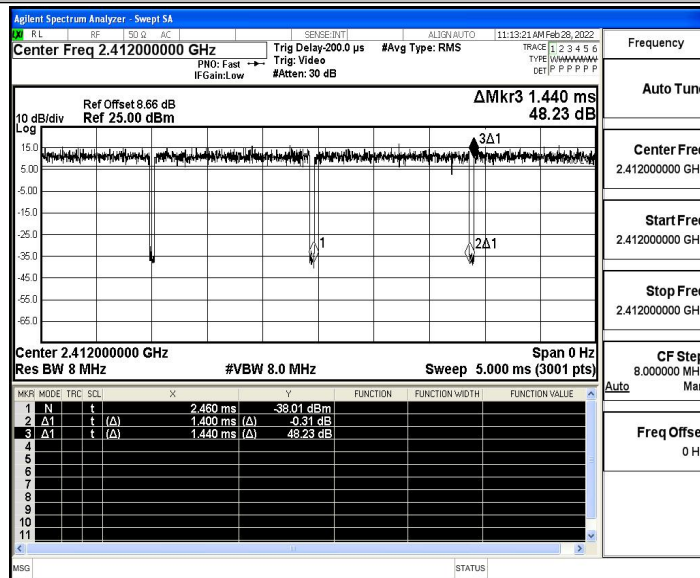 Agilent Spectrum Analyzer - Swept SA
LXI RL RF 50 Ω AC SENSE:INT ALIGN AUTO 11:13:21 AM Feb 28, 2022
Center Freq 2.412000000 GHz
PNO: Fast
IFGain:Low
Trig Delay-200.0 µs
Trig: Video
#Atten: 30 dB
#Avg Type: RMS
TRACE 1 2 3 4 5 6
TYPE WWWWWW
DET P P P P P P
Ref Offset 8.66 dB
10 dB/div Ref 25.00 dBm
Log
ΔMkr3 1.440 ms
48.23 dB
15.0
5.00
-5.00
-15.0
-25.0
-35.0
-45.0
-55.0
-65.0
3Δ1
1
2Δ1
Center 2.412000000 GHz Span 0 Hz
Res BW 8 MHz #VBW 8.0 MHz Sweep 5.000 ms (3001 pts)
MKR MODE TRC SCL X Y FUNCTION FUNCTION WIDTH FUNCTION VALUE
1 N t 2.460 ms -38.01 dBm
2 Δ1 t (Δ) 1.400 ms (Δ) -0.31 dB
3 Δ1 t (Δ) 1.440 ms (Δ) 48.23 dB
4
5
6
7
8
9
10
11
MSG STATUS
Frequency
Auto Tun
Center Fre
2.412000000 GH
Start Fre
2.412000000 GH
Stop Fre
2.412000000 GH
CF Ste
8.000000 MH
Auto Ma
Freq Offse
0 H